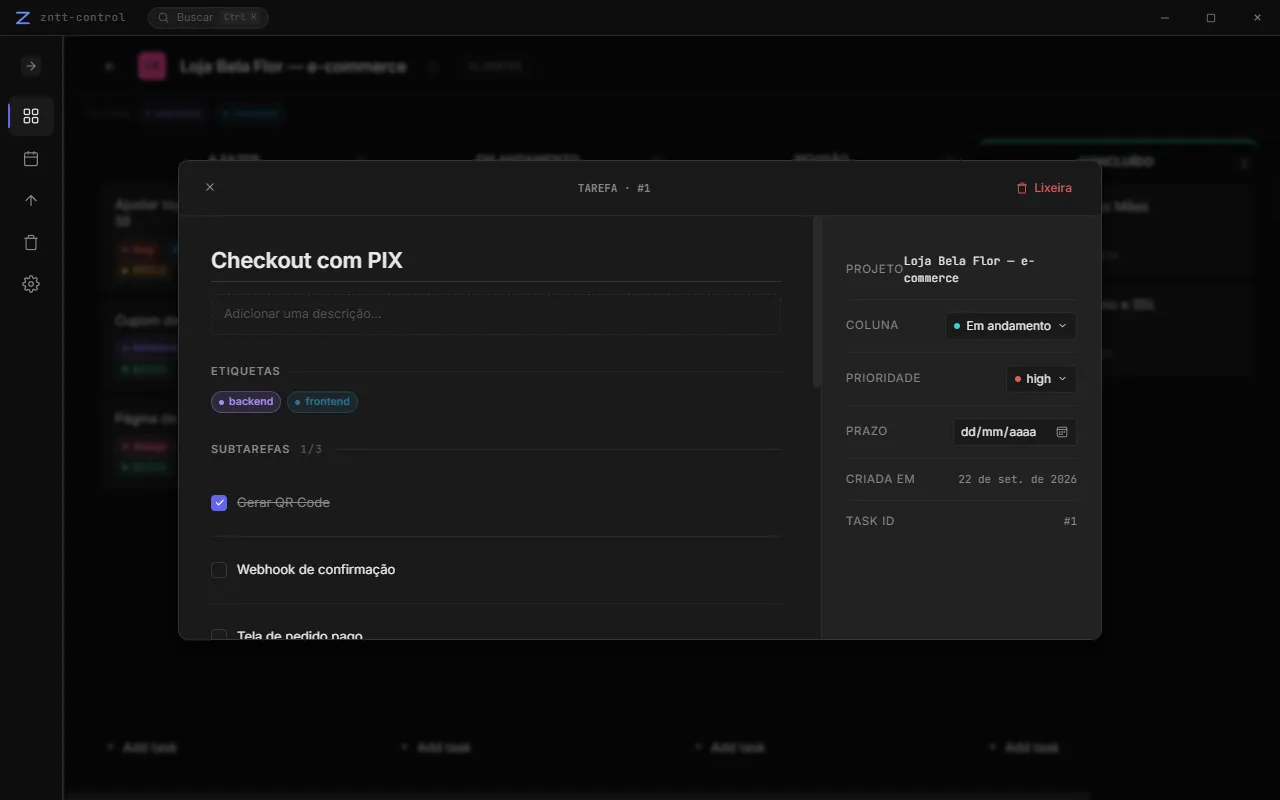 zntt-control
Buscar Ctrl K
Loja Bela Flor — e-commerce
TAREFA · #1
Lixeira
Checkout com PIX
Adicionar uma descrição...
ETIQUETAS
backend
frontend
SUBTAREFAS 1/3
Gerar QR Code
Webhook de confirmação
Tela de pedido pago
PROJETO Loja Bela Flor — e-
commerce
COLUNA Em andamento
PRIORIDADE high
PRAZO dd/mm/aaaa
CRIADA EM 22 de set. de 2026
TASK ID #1
+ Add task
+ Add task
+ Add task
+ Add task